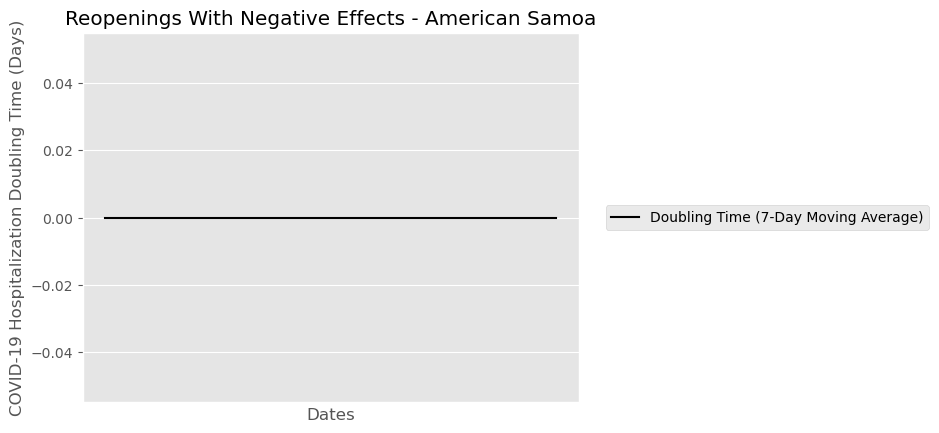 Reopenings With Negative Effects - American Samoa
COVID-19 Hospitalization Doubling Time (Days)
0.04
0.02
0.00
−0.02
−0.04
Dates
Doubling Time (7-Day Moving Average)